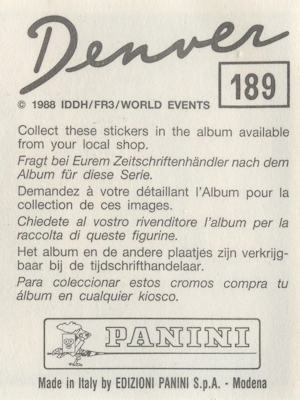 Denver
189
© 1988 IDDH/FR3/WORLD EVENTS
Collect these stickers in the album available
from your local shop.
Fragt bei Eurem Zeitschriftenhändler nach dem
Album für diese Serie.
Demandez à votre détaillant l'Album pour la
collection de ces images.
Chiedete al vostro rivenditore l'album per la
raccolta di queste figurine.
Het album en de andere plaatjes zijn verkrijg-
baar bij de tijdschrifthandelaar.
Para coleccionar estos cromos compra tu
álbum en cualquier kiosco.
PANINI
Made in Italy by EDIZIONI PANINI S.p.A. - Modena